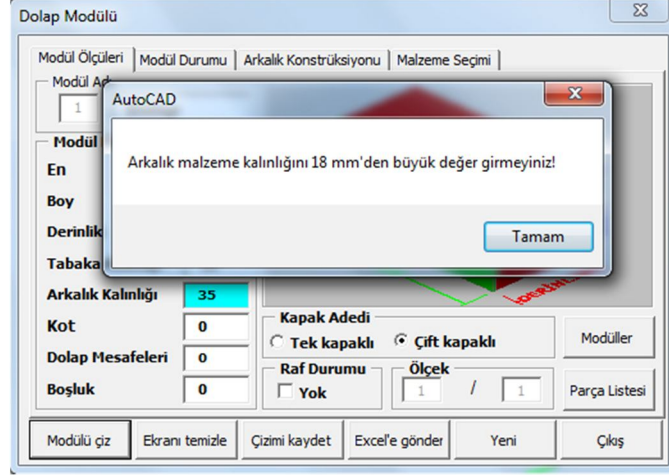 Dolap Modülü
Modül Ölçüleri Modül Durumu Arkalık Konstrüksiyonu Malzeme Seçimi
Modül
1
AutoCAD
Arkalık malzeme kalınlığını 18 mm'den büyük değer girmeyiniz!
Tamam
Modül
En
Boy
Derinlik
Tabaka
Arkalık Kalınlığı 35
Kot 0
Dolap Mesafeleri 0
Boşluk 0
Kapak Adedi
Tek kapaklı Çift kapaklı
Raf Durumu
Yok
Ölçek
1 / 1
Modüller
Parça Listesi
Modülü çiz Ekranı temizle Çizimi kaydet Excel'e gönder Yeni Çıkış